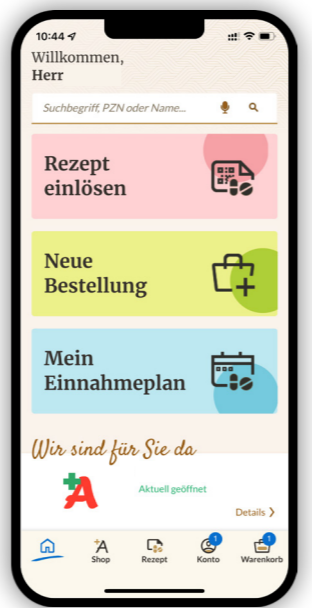 10:44
Willkommen,
Herr
Suchbegriff, PZN oder Name...
Rezept
einlösen
Neue
Bestellung
Mein
Einnahmeplan
Wir sind für Sie da
A
Aktuell geöffnet
Details
1 1
A
Shop Rezept Konto Warenkorb